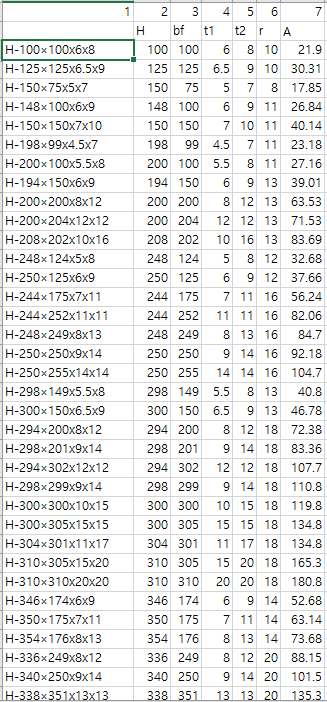 1 2 3 4 5 6 7
H bf t1 t2 r A
H-100×100x6x8 100 100 6 8 10 21.9
H-125×125x6.5x9 125 125 6.5 9 10 30.31
H-150×75x5x7 150 75 5 7 8 17.85
H-148×100x6x9 148 100 6 9 11 26.84
H-150×150x7x10 150 150 7 10 11 40.14
H-198×99x4.5x7 198 99 4.5 7 11 23.18
H-200×100x5.5x8 200 100 5.5 8 11 27.16
H-194×150x6x9 194 150 6 9 13 39.01
H-200×200x8x12 200 200 8 12 13 63.53
H-200×204x12x12 200 204 12 12 13 71.53
H-208×202x10x16 208 202 10 16 13 83.69
H-248×124x5x8 248 124 5 8 12 32.68
H-250×125x6x9 250 125 6 9 12 37.66
H-244×175x7x11 244 175 7 11 16 56.24
H-244×252x11x11 244 252 11 11 16 82.06
H-248×249x8x13 248 249 8 13 16 84.7
H-250×250x9x14 250 250 9 14 16 92.18
H-250×255x14x14 250 255 14 14 16 104.7
H-298×149x5.5x8 298 149 5.5 8 13 40.8
H-300×150x6.5x9 300 150 6.5 9 13 46.78
H-294×200x8x12 294 200 8 12 18 72.38
H-298×201x9x14 298 201 9 14 18 83.36
H-294×302x12x12 294 302 12 12 18 107.7
H-298×299x9x14 298 299 9 14 18 110.8
H-300×300x10x15 300 300 10 15 18 119.8
H-300×305x15x15 300 305 15 15 18 134.8
H-304×301x11x17 304 301 11 17 18 134.8
H-310×305x15x20 310 305 15 20 18 165.3
H-310×310x20x20 310 310 20 20 18 180.8
H-346×174x6x9 346 174 6 9 14 52.68
H-350×175x7x11 350 175 7 11 14 63.14
H-354×176x8x13 354 176 8 13 14 73.68
H-336×249x8x12 336 249 8 12 20 88.15
H-340×250x9x14 340 250 9 14 20 101.5
H-338×351x13x13 338 351 13 13 20 135.3